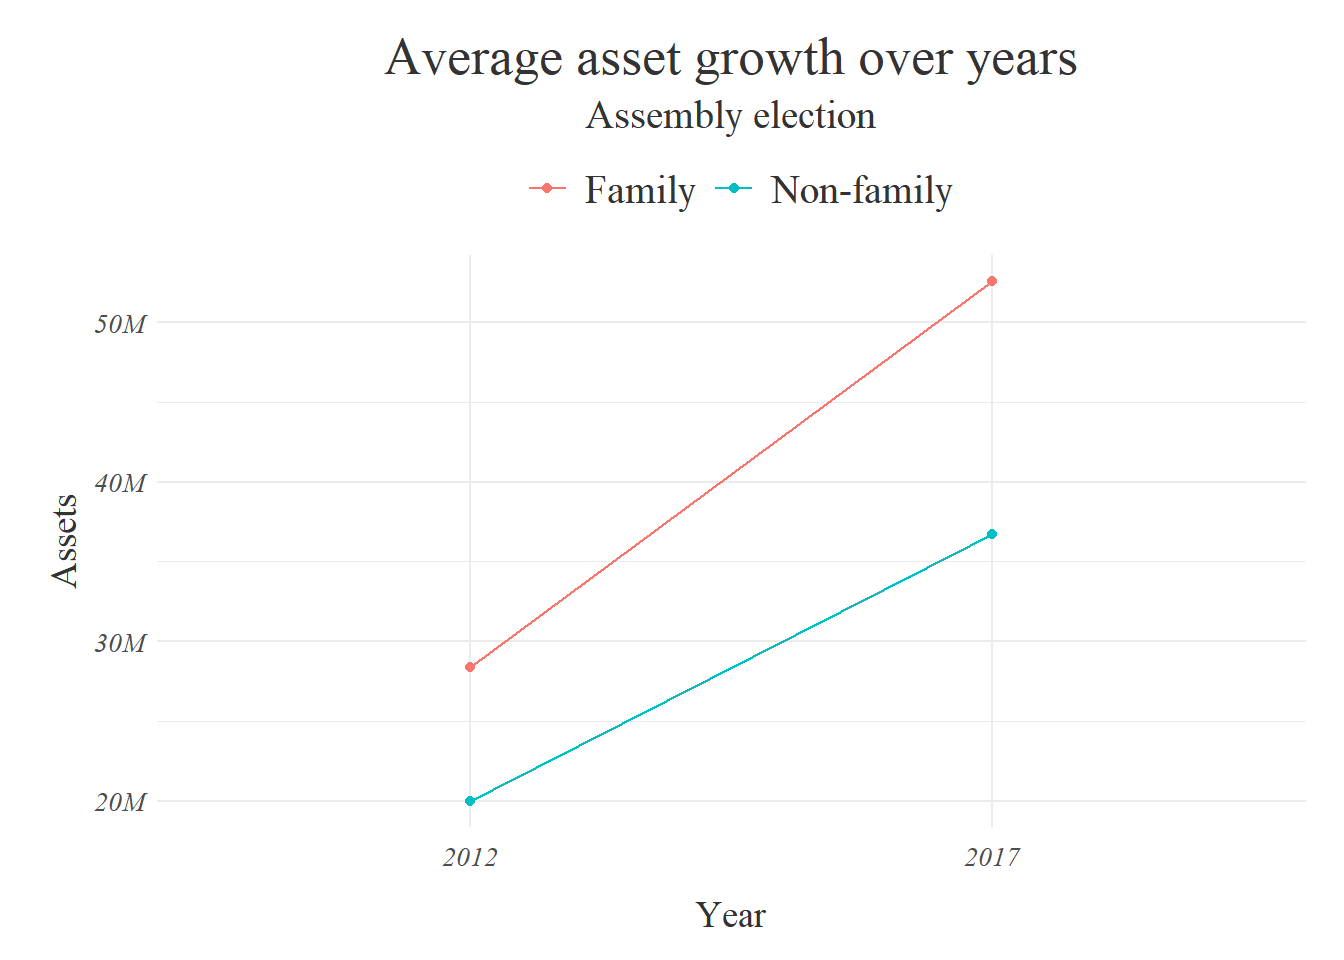 Average asset growth over years
Assembly election
Family Non-family
50M
40M
30M
20M
Assets
2012 2017
Year